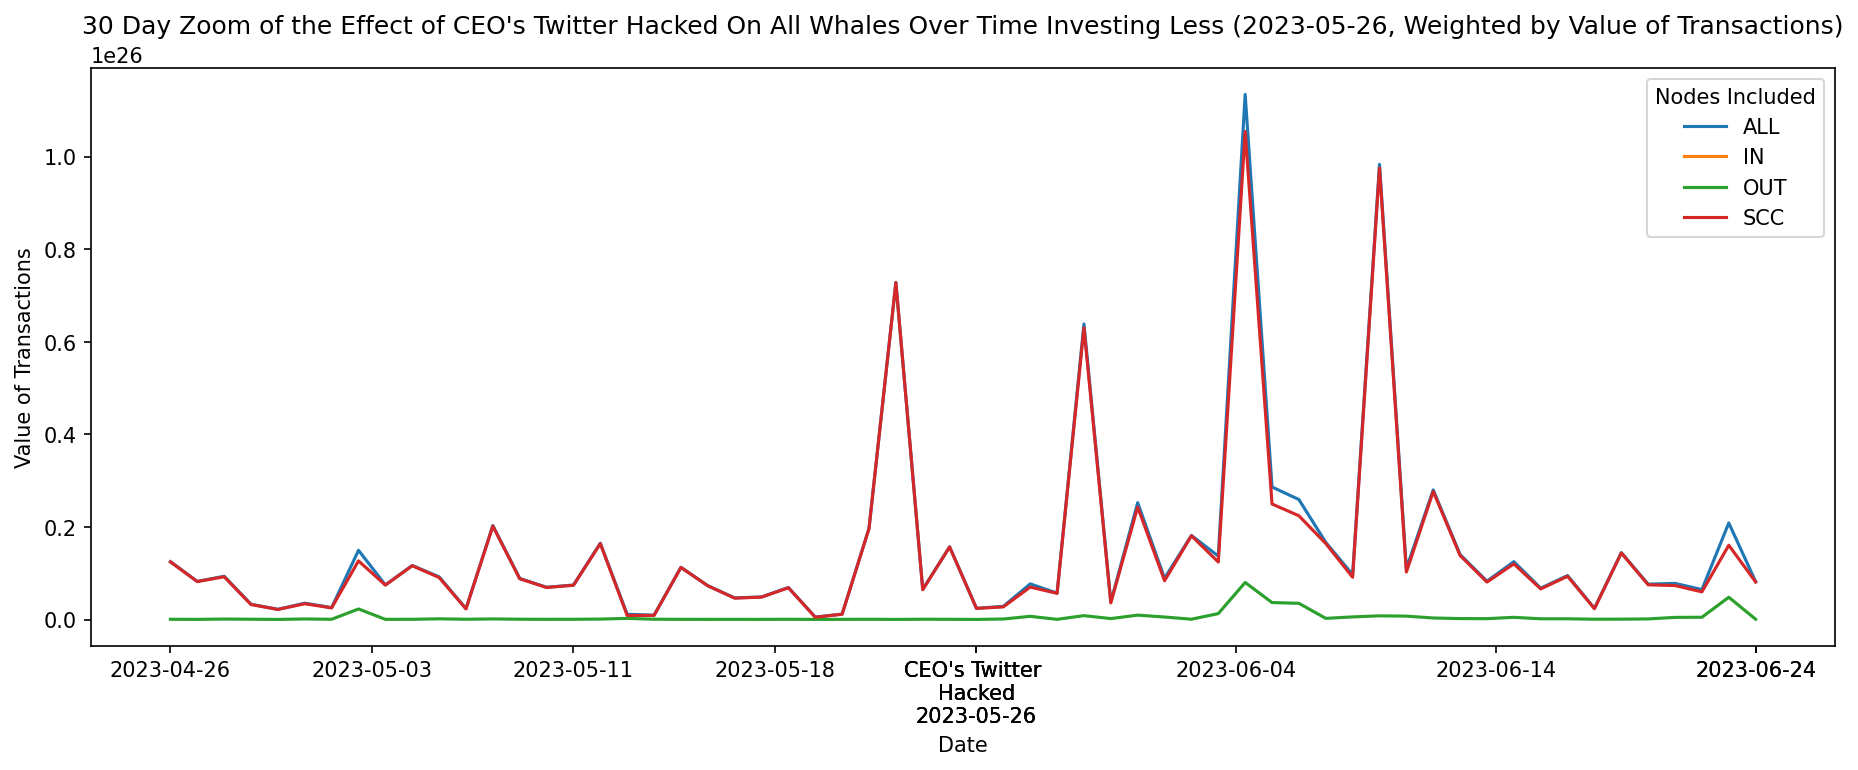 30 Day Zoom of the Effect of CEO's Twitter Hacked On All Whales Over Time Investing Less (2023-05-26, Weighted by Value of Transactions)
1e26
Nodes Included
ALL
IN
OUT
SCC
Value of Transactions
1.0
0.8
0.6
0.4
0.2
0.0
2023-04-26
2023-05-03
2023-05-11
2023-05-18
CEO's Twitter
Hacked
2023-05-26
2023-06-04
2023-06-14
2023-06-24
Date